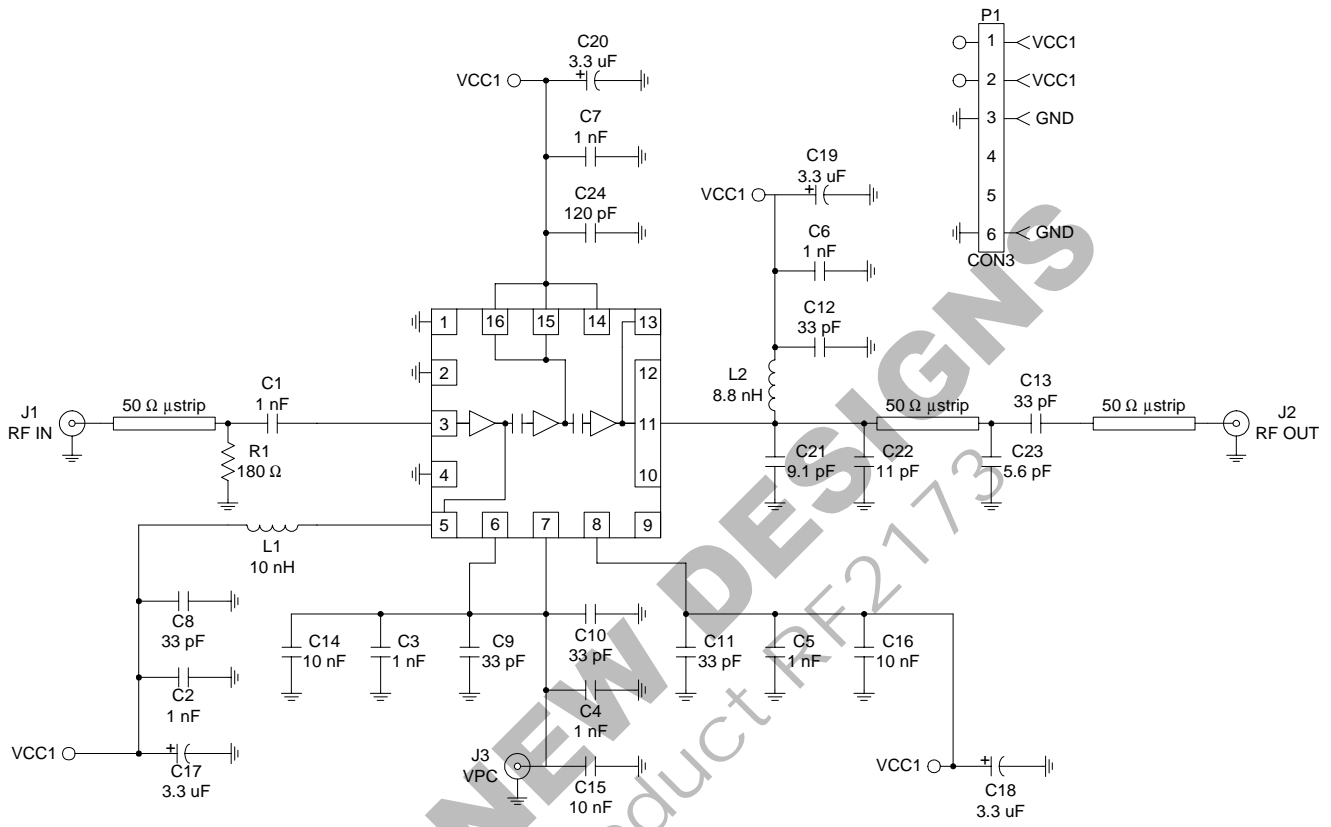 P1
1
VCC1
2
VCC1
3
GND
4
5
6
GND
CON3
C20
3.3 uF
VCC1
C7
1 nF
C24
120 pF
C19
3.3 uF
VCC1
C6
1 nF
C12
33 pF
L2
8.8 nH
1
16
15
14
13
2
12
3
11
4
10
5
6
7
8
9
J1
RF IN
50 Ω µstrip
C1
1 nF
R1
180 Ω
50 Ω µstrip
C13
33 pF
50 Ω µstrip
J2
RF OUT
C21
9.1 pF
C22
11 pF
C23
5.6 pF
L1
10 nH
C8
33 pF
C2
1 nF
VCC1
C17
3.3 uF
C14
10 nF
C3
1 nF
C9
33 pF
C10
33 pF
C4
1 nF
J3
VPC
C15
10 nF
C11
33 pF
C5
1 nF
C16
10 nF
VCC1
C18
3.3 uF
NEW DESIGNS
oduct RF2173